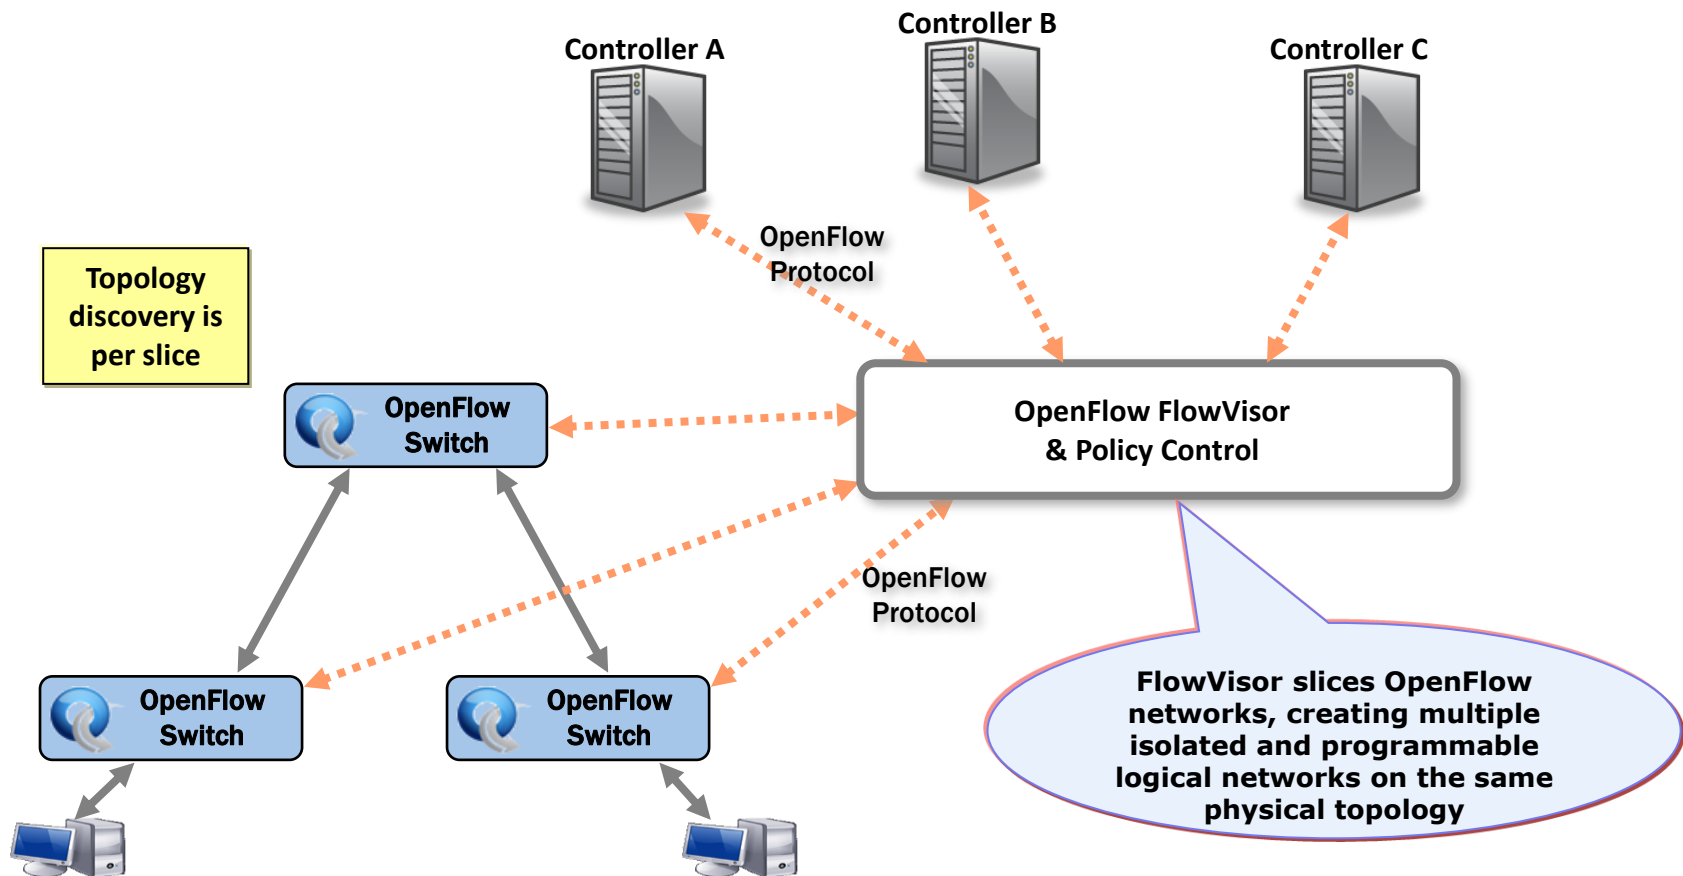 Controller A
Controller B
Controller C
OpenFlow
Protocol
Topology
discovery is
per slice
OpenFlow
Switch
OpenFlow FlowVisor
& Policy Control
OpenFlow
Protocol
OpenFlow
Switch
OpenFlow
Switch
FlowVisor slices OpenFlow
networks, creating multiple
isolated and programmable
logical networks on the same
physical topology